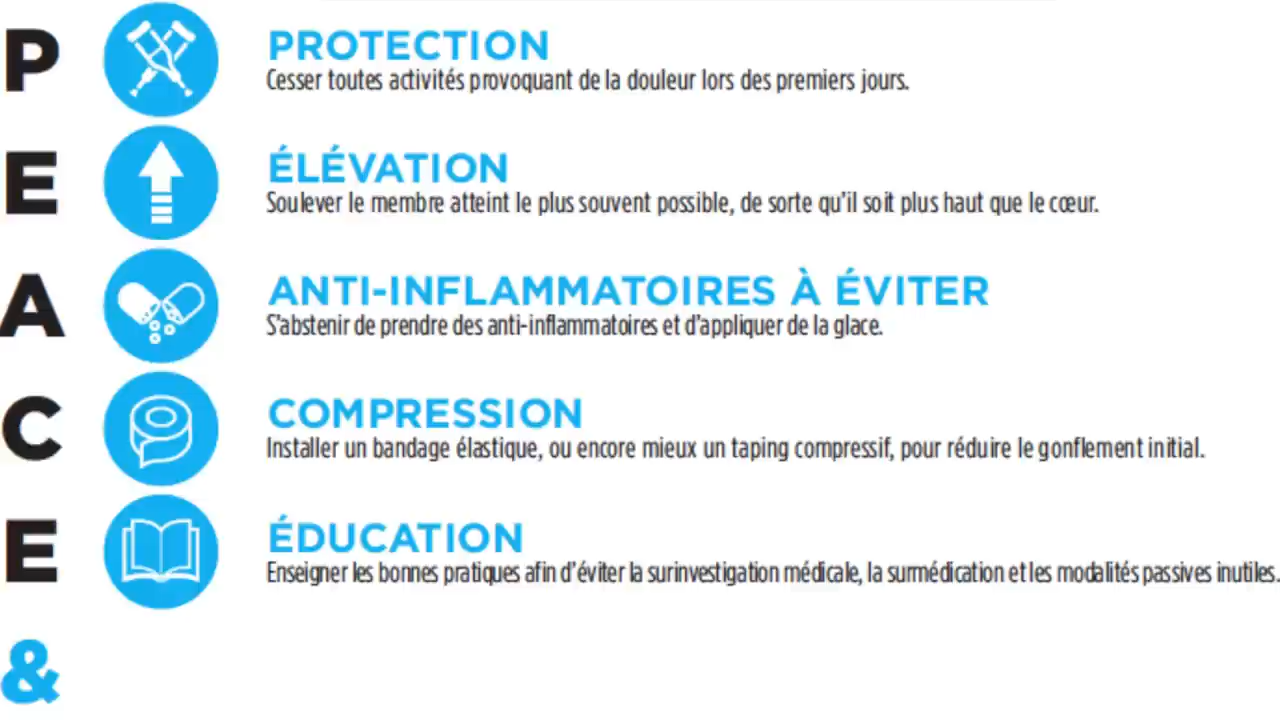 P
PROTECTION
Cesser toutes activités provoquant de la douleur lors des premiers jours.
E
ÉLÉVATION
Soulever le membre atteint le plus souvent possible, de sorte qu'il soit plus haut que le cœur.
A
ANTI-INFLAMMATOIRES À ÉVITER
S'abstenir de prendre des anti-inflammatoires et d'appliquer de la glace.
C
COMPRESSION
Installer un bandage élastique, ou encore mieux un taping compressif, pour réduire le gonflement initial.
E
ÉDUCATION
Enseigner les bonnes pratiques afin d'éviter la surinvestigation médicale, la surmédication et les modalités passives inutiles.
&